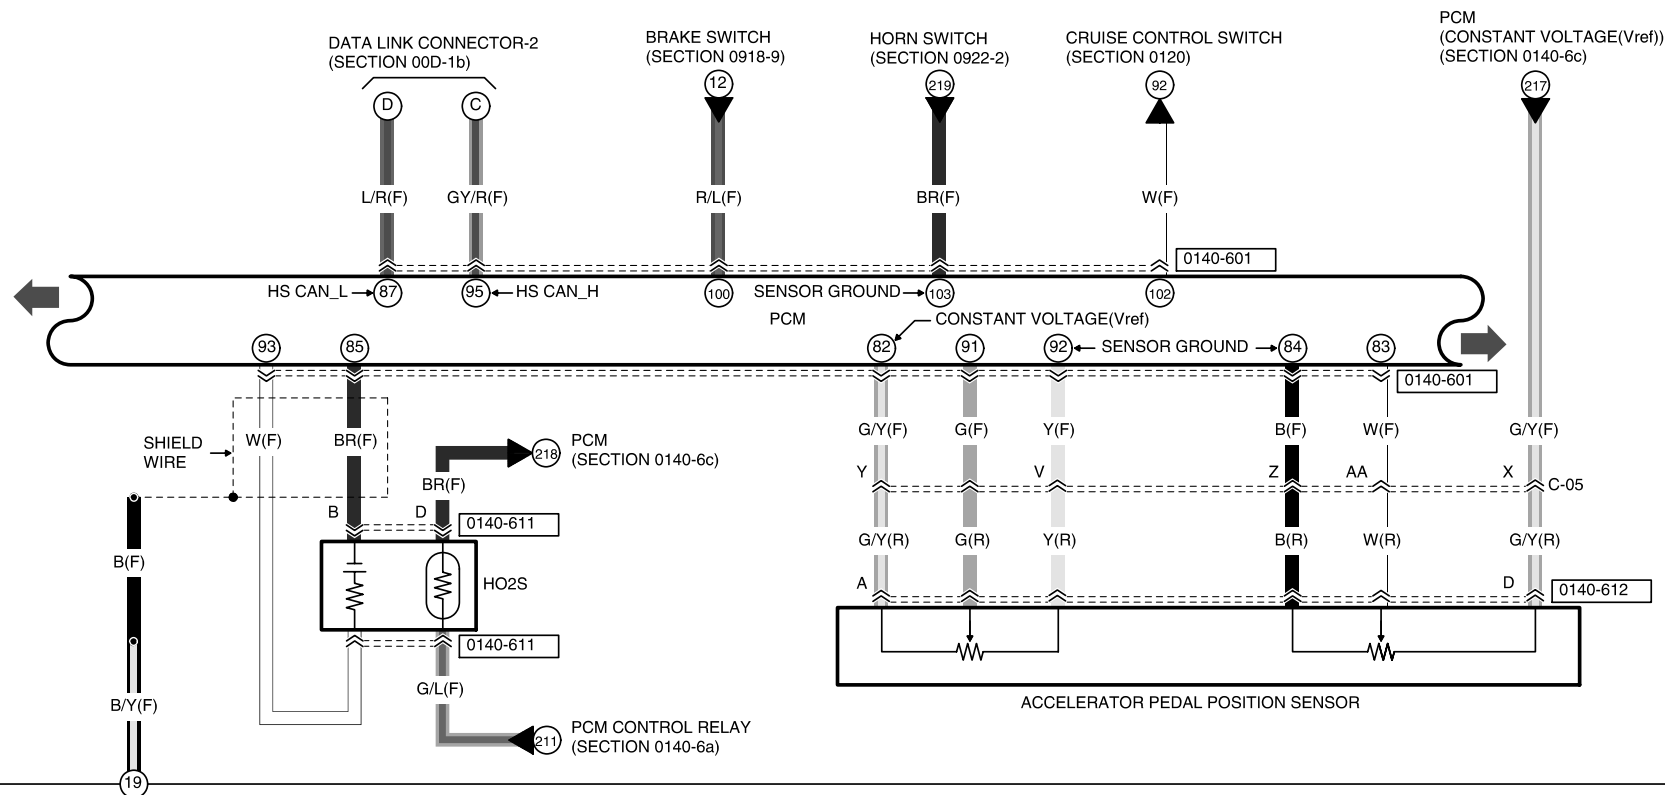 PCM
(CONSTANT VOLTAGE(Vref))
(SECTION 0140-6c)
DATA LINK CONNECTOR-2
(SECTION 00D-1b)
BRAKE SWITCH
(SECTION 0918-9)
HORN SWITCH
(SECTION 0922-2)
CRUISE CONTROL SWITCH
(SECTION 0120)
D
C
12
219
92
217
L/R(F)
GY/R(F)
R/L(F)
BR(F)
W(F)
0140-601
HS CAN_L
87
95
HS CAN_H
100
SENSOR GROUND
103
102
PCM
CONSTANT VOLTAGE(Vref)
93
85
82
91
92
SENSOR GROUND
84
83
0140-601
SHIELD
WIRE
W(F)
BR(F)
PCM
(SECTION 0140-6c)
218
BR(F)
G/Y(F)
G(F)
Y(F)
B(F)
W(F)
G/Y(F)
Y
V
Z
AA
X
C-05
B
D
0140-611
G/Y(R)
G(R)
Y(R)
B(R)
W(R)
G/Y(R)
B(F)
HO2S
A
D
0140-612
0140-611
G/L(F)
B/Y(F)
ACCELERATOR PEDAL POSITION SENSOR
211
PCM CONTROL RELAY
(SECTION 0140-6a)
19